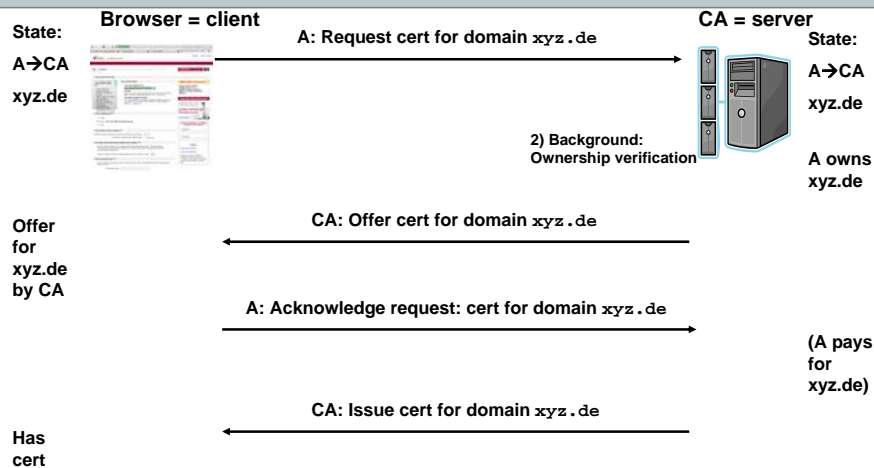 Browser = client
CA = server
State:
A→CA
xyz.de
A: Request cert for domain xyz.de
State:
A→CA
xyz.de
2) Background:
Ownership verification
A owns
xyz.de
Offer
for
xyz.de
by CA
CA: Offer cert for domain xyz.de
A: Acknowledge request: cert for domain xyz.de
(A pays
for
xyz.de)
CA: Issue cert for domain xyz.de
Has
cert